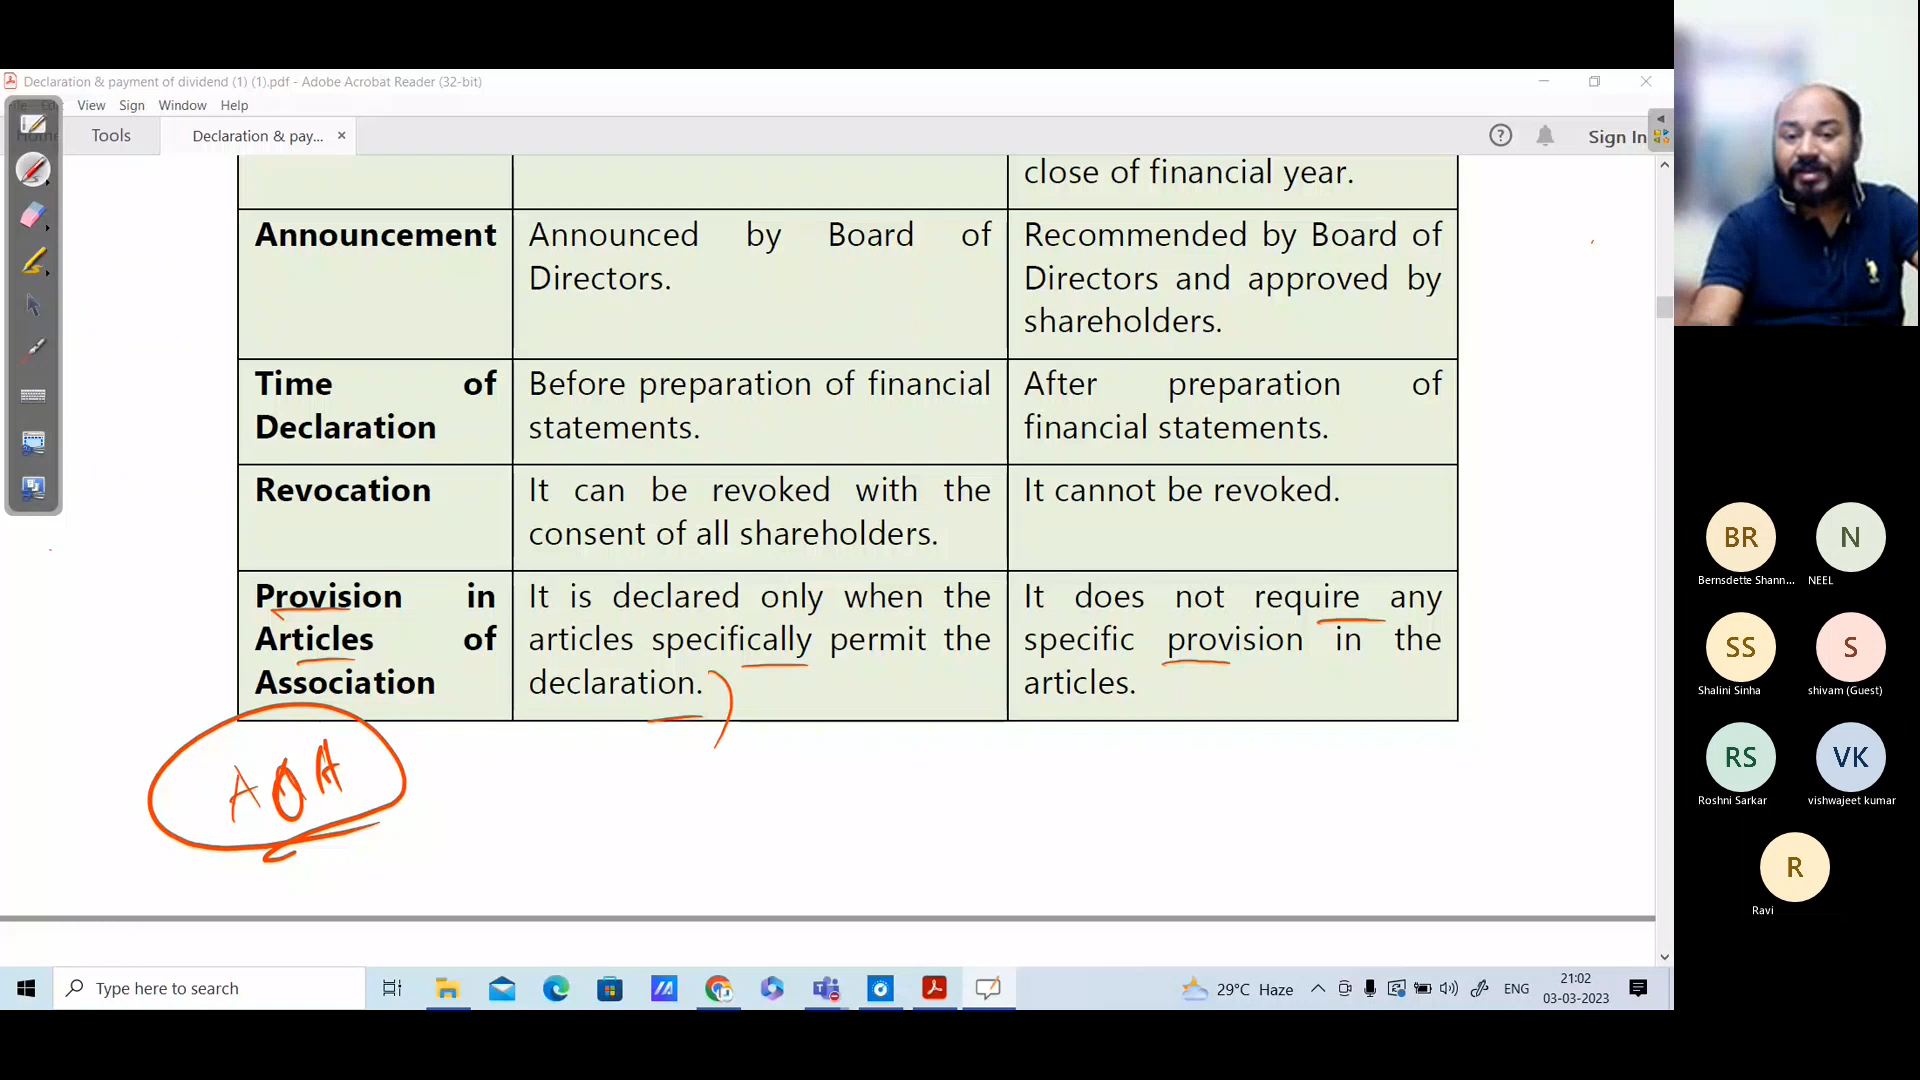 Declaration & payment of dividend (1) (1).pdf - Adobe Acrobat Reader (32-bit)
View Sign Window Help
Tools
Declaration & pay...
Sign In
close of financial year.
Announcement
Announced by Board of
Directors.
Recommended by Board of
Directors and approved by
shareholders.
Time of
Declaration
Before preparation of financial
statements.
After preparation of
financial statements.
Revocation
It can be revoked with the
consent of all shareholders.
It cannot be revoked.
Provision in
Articles of
Association
It is declared only when the
articles specifically permit the
declaration.
It does not require any
specific provision in the
articles.
AOA
BR
Bernsdette Shann...
N
NEEL
SS
Shalini Sinha
S
shivam (Guest)
RS
Roshni Sarkar
VK
vishwajeet kumar
R
Ravi
Type here to search
29°C Haze
ENG
21:02
03-03-2023